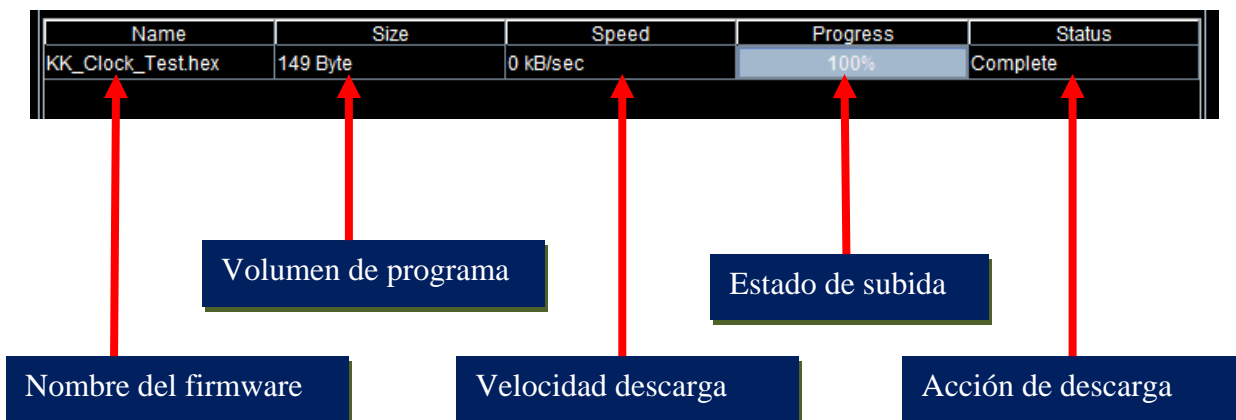 Name Size Speed Progress Status
KK_Clock_Test.hex 149 Byte 0 kB/sec 100% Complete
Volumen de programa
Estado de subida
Nombre del firmware
Velocidad descarga
Acción de descarga